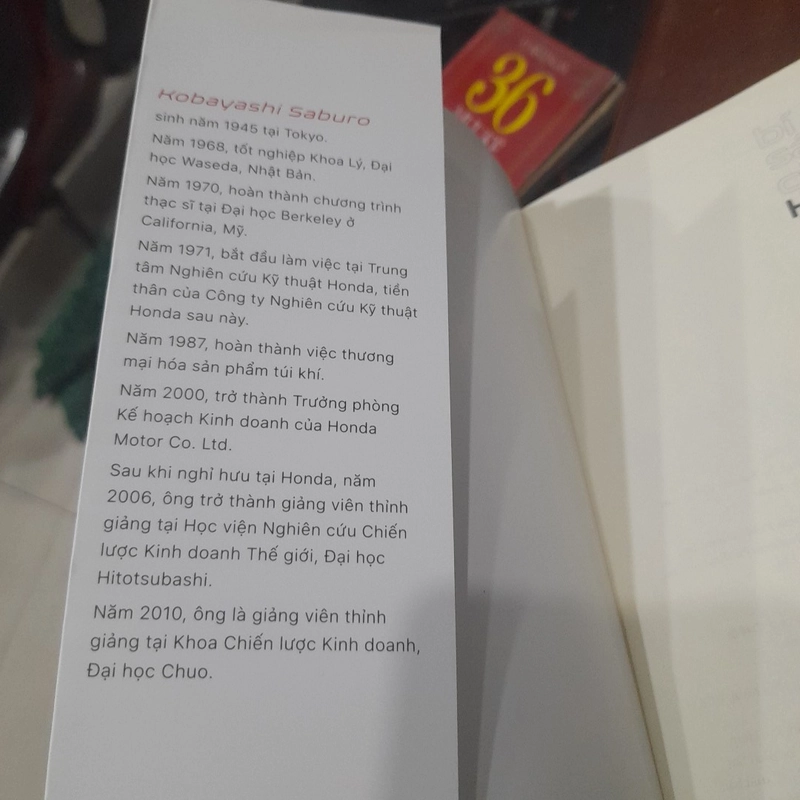 Kobayashi Saburo
sinh năm 1945 tại Tokyo.
Năm 1968, tốt nghiệp Khoa Lý, Đại
học Waseda, Nhật Bản.
Năm 1970, hoàn thành chương trình
thạc sĩ tại Đại học Berkeley ở
California, Mỹ.
Năm 1971, bắt đầu làm việc tại Trung
tâm Nghiên cứu Kỹ thuật Honda, tiền
thân của Công ty Nghiên cứu Kỹ thuật
Honda sau này.
Năm 1987, hoàn thành việc thương
mại hóa sản phẩm túi khí.
Năm 2000, trở thành Trưởng phòng
Kế hoạch Kinh doanh của Honda
Motor Co. Ltd.
Sau khi nghỉ hưu tại Honda, năm
2006, ông trở thành giảng viên thỉnh
giảng tại Học viện Nghiên cứu Chiến
lược Kinh doanh Thế giới, Đại học
Hitotsubashi.
Năm 2010, ông là giảng viên thỉnh
giảng tại Khoa Chiến lược Kinh doanh,
Đại học Chuo.
36